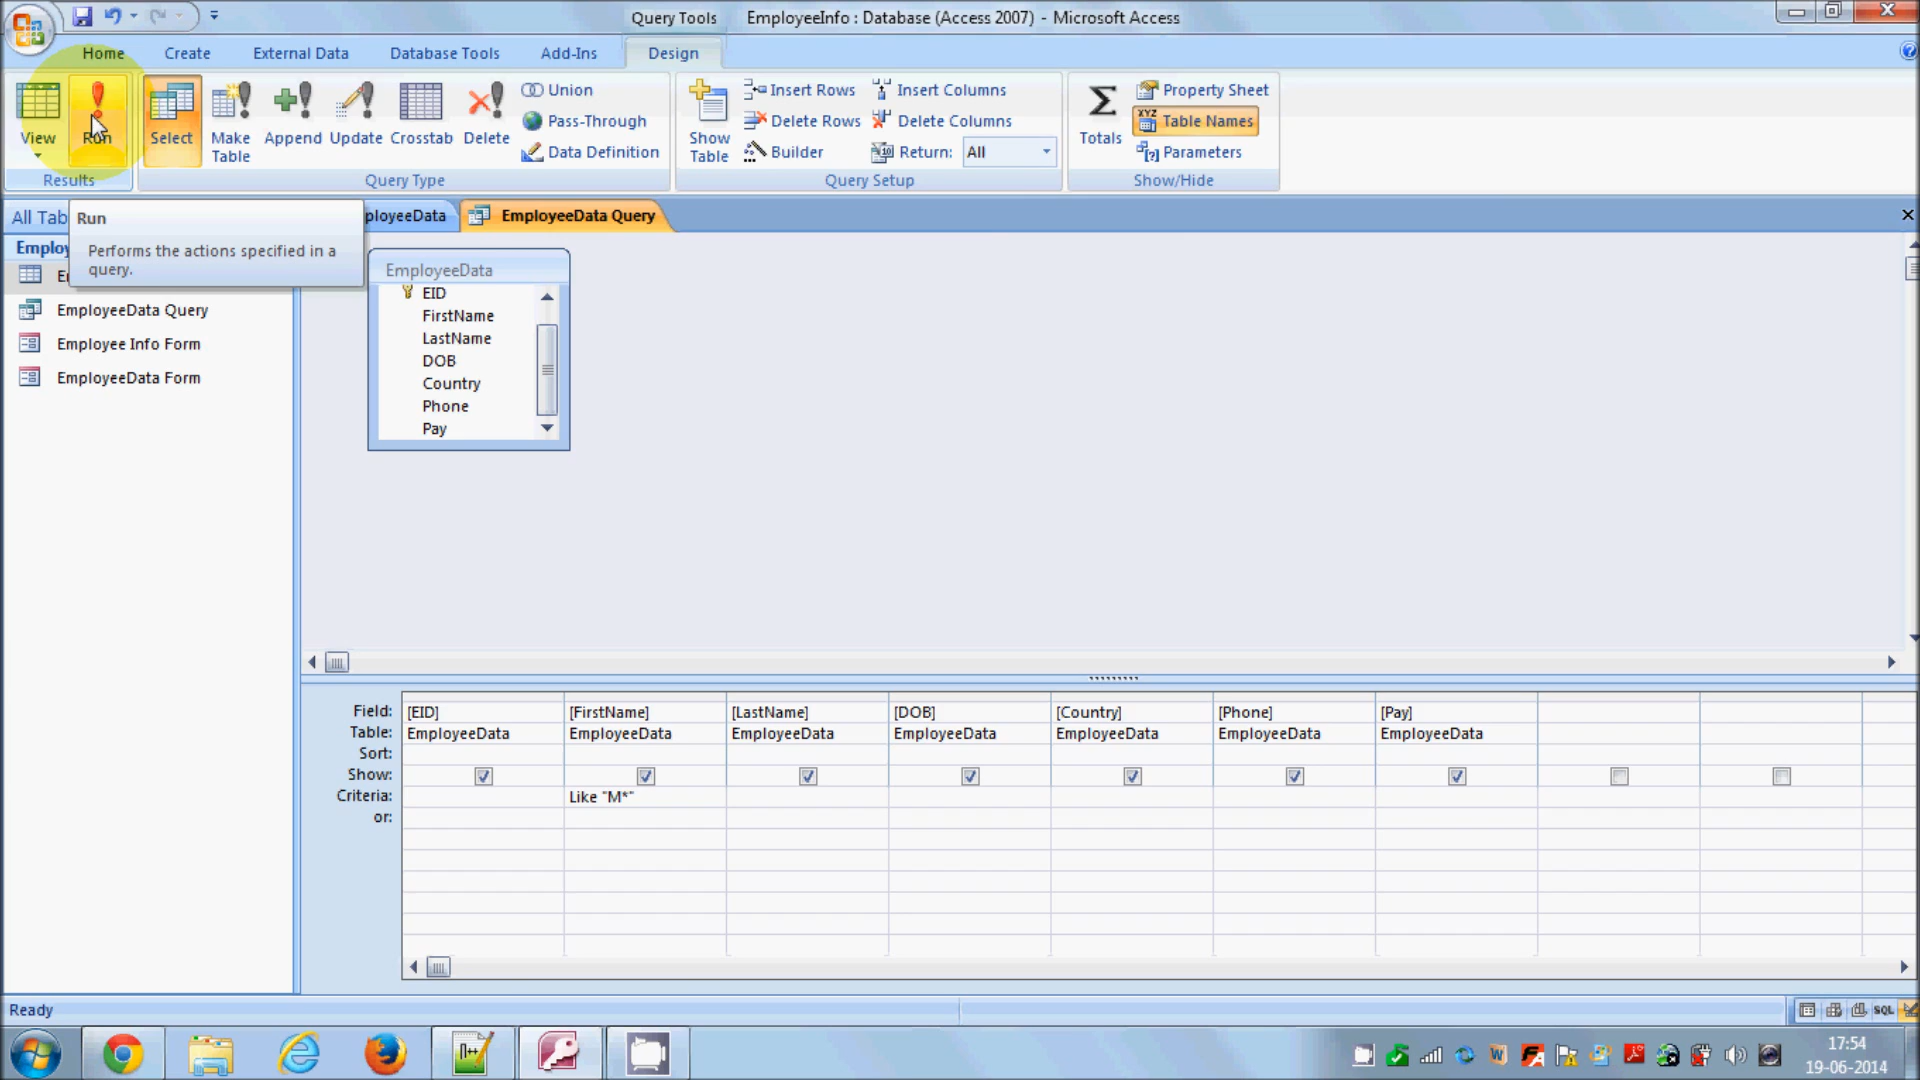 Query Tools
EmployeeInfo : Database (Access 2007) - Microsoft Access
Home
Create
External Data
Database Tools
Add-Ins
Design
View
Run
Select
Make
Table
Append
Update
Crosstab
Delete
Union
Pass-Through
Data Definition
Show
Table
Insert Rows
Delete Rows
Builder
Insert Columns
Delete Columns
Return: All
Totals
Property Sheet
Table Names
Parameters
Results
Query Type
Query Setup
Show/Hide
All Tab
Run
Performs the actions specified in a
query.
ployeeData
EmployeeData Query
Employ
EmployeeData Query
Employee Info Form
EmployeeData Form
EmployeeData
EID
FirstName
LastName
DOB
Country
Phone
Pay
Field: [EID] [FirstName] [LastName] [DOB] [Country] [Phone] [Pay]
Table: EmployeeData EmployeeData EmployeeData EmployeeData EmployeeData EmployeeData EmployeeData
Sort:
Show:
Criteria: Like "M*"
or:
Ready
SQL
17:54
19-06-2014